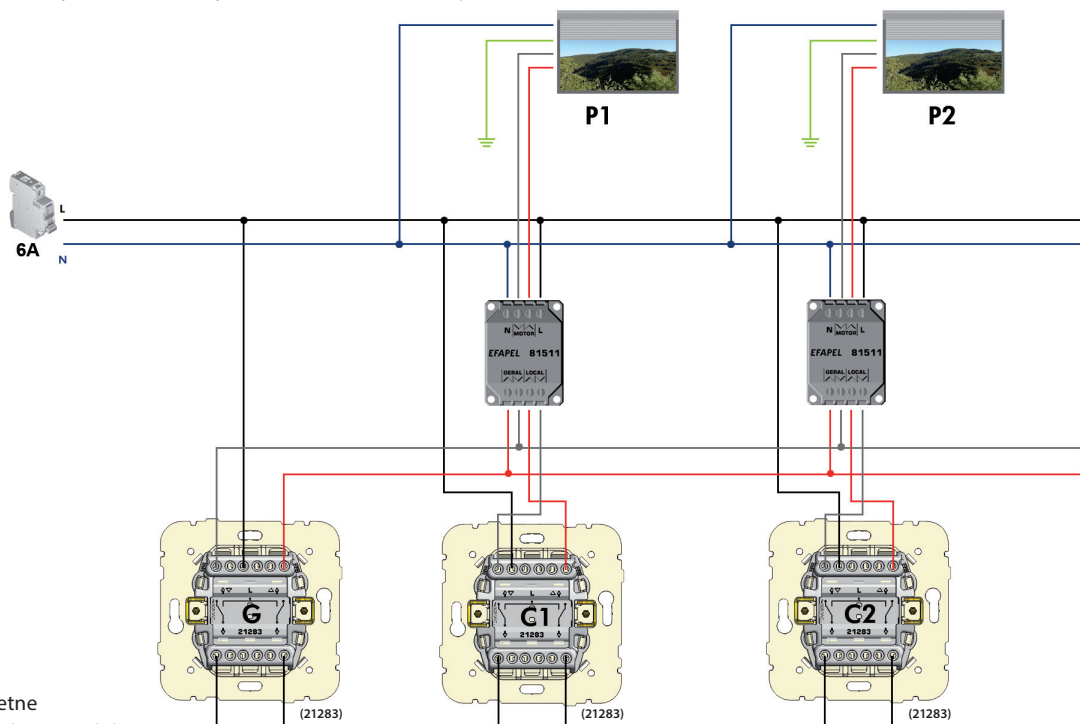 P1
P2
L
6A
N
N MOTOR L
EFAPEL 81511
GERAL LOCAL
N MOTOR L
EFAPEL 81511
GERAL LOCAL
L
G
21283
L
C1
21283
L
C2
21283
etne
(21283)
(21283)
(21283)